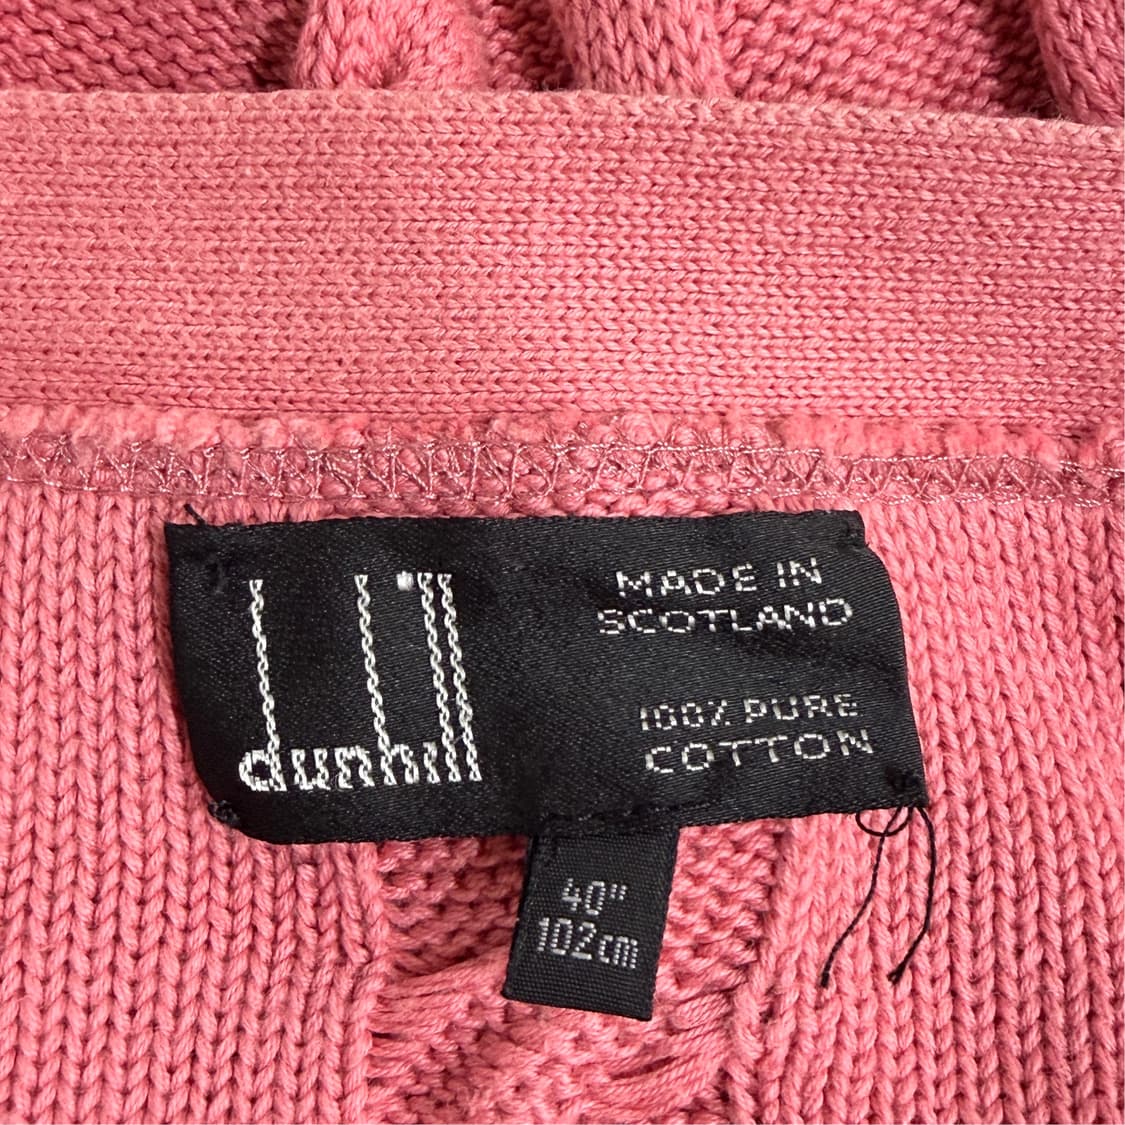 dunhill
MADE IN
SCOTLAND
100% PURE
COTTON
40"
102cm